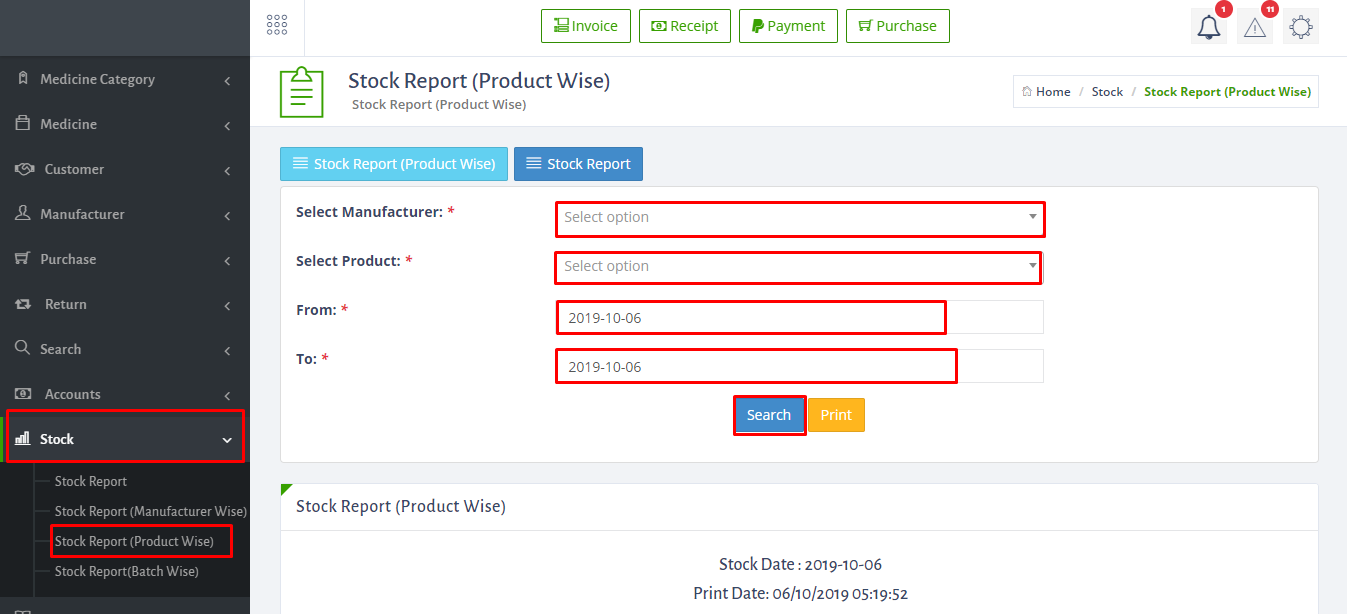 Invoice Receipt Payment Purchase
1 11
Medicine Category
Medicine
Customer
Manufacturer
Purchase
Return
Search
Accounts
Stock
Stock Report
Stock Report (Manufacturer Wise)
Stock Report (Product Wise)
Stock Report(Batch Wise)
Stock Report (Product Wise)
Stock Report (Product Wise)
Home / Stock / Stock Report (Product Wise)
Stock Report (Product Wise) Stock Report
Select Manufacturer: * Select option
Select Product: * Select option
From: * 2019-10-06
To: * 2019-10-06
Search Print
Stock Report (Product Wise)
Stock Date : 2019-10-06
Print Date: 06/10/2019 05:19:52